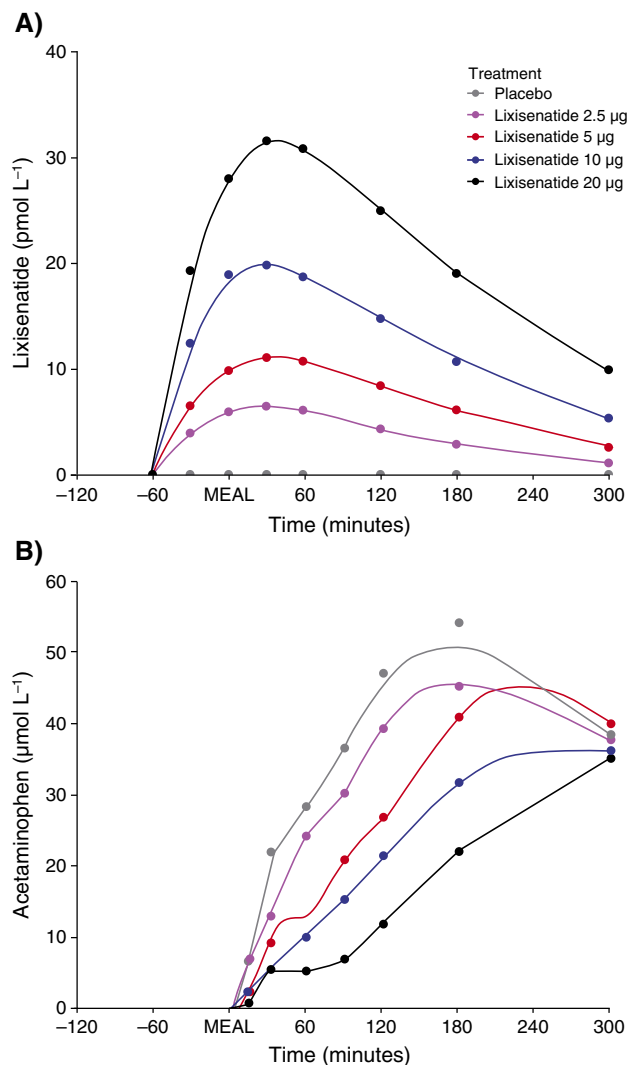 A)
40
30
20
10
0
Lixisenatide (pmol L⁻¹)
Treatment
Placebo
Lixisenatide 2.5 µg
Lixisenatide 5 µg
Lixisenatide 10 µg
Lixisenatide 20 µg
–120 –60 MEAL 60 120 180 240 300
Time (minutes)
B)
60
50
40
30
20
10
0
Acetaminophen (µmol L⁻¹)
–120 –60 MEAL 60 120 180 240 300
Time (minutes)